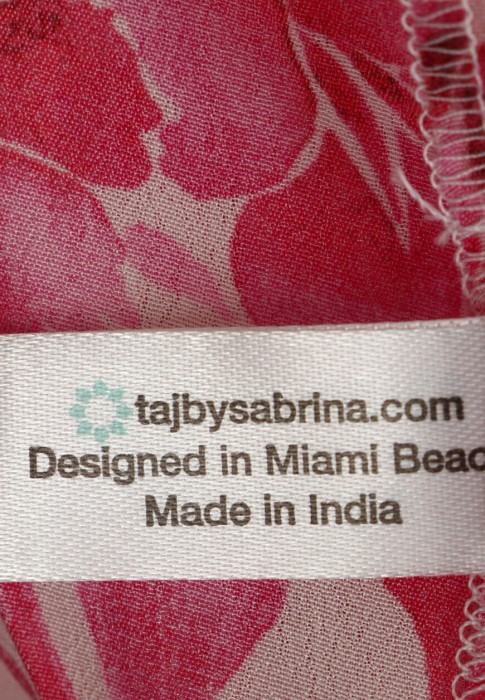 tajbysabrina.com
Designed in Miami Beac
Made in India